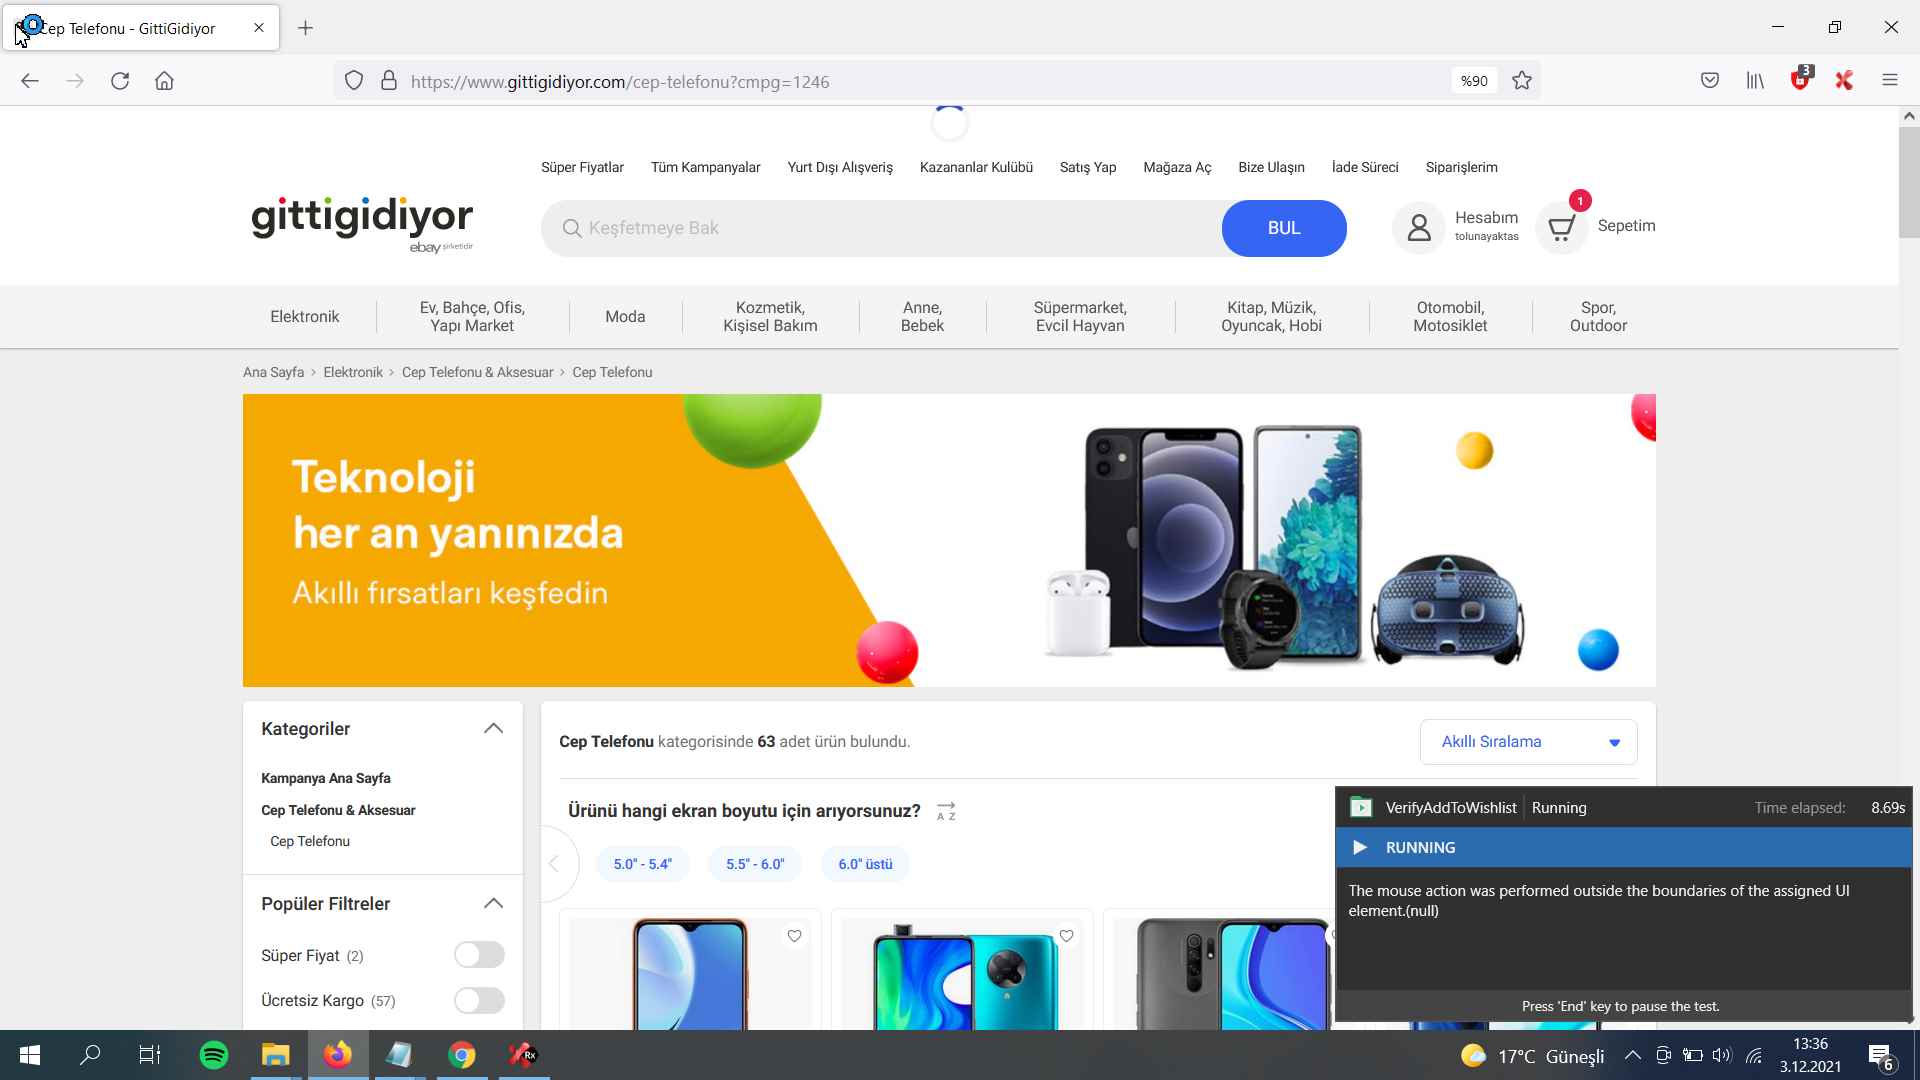 Cep Telefonu - GittiGidiyor
https://www.gittigidiyor.com/cep-telefonu?cmpg=1246
%90
3
Süper Fiyatlar Tüm Kampanyalar Yurt Dışı Alışveriş Kazananlar Kulübü Satış Yap Mağaza Aç Bize Ulaşın İade Süreci Siparişlerim
gittigidiyor
ebay şirketidir
Keşfetmeye Bak
BUL
Hesabım
tolunayaktas
1
Sepetim
Elektronik
Ev, Bahçe, Ofis,
Yapı Market
Moda
Kozmetik,
Kişisel Bakım
Anne,
Bebek
Süpermarket,
Evcil Hayvan
Kitap, Müzik,
Oyuncak, Hobi
Otomobil,
Motosiklet
Spor,
Outdoor
Ana Sayfa > Elektronik > Cep Telefonu & Aksesuar > Cep Telefonu
Teknoloji
her an yanınızda
Akıllı fırsatları keşfedin
Kategoriler
Kampanya Ana Sayfa
Cep Telefonu & Aksesuar
Cep Telefonu
Popüler Filtreler
Süper Fiyat (2)
Ücretsiz Kargo (57)
Cep Telefonu kategorisinde 63 adet ürün bulundu.
Akıllı Sıralama
Ürünü hangi ekran boyutu için arıyorsunuz?
A Z
5.0" - 5.4" 5.5" - 6.0" 6.0" üstü
VerifyAddToWishlist Running Time elapsed: 8.69s
RUNNING
The mouse action was performed outside the boundaries of the assigned UI
element.(null)
Press 'End' key to pause the test.
Rx
17°C Güneşli
13:36
3.12.2021
6